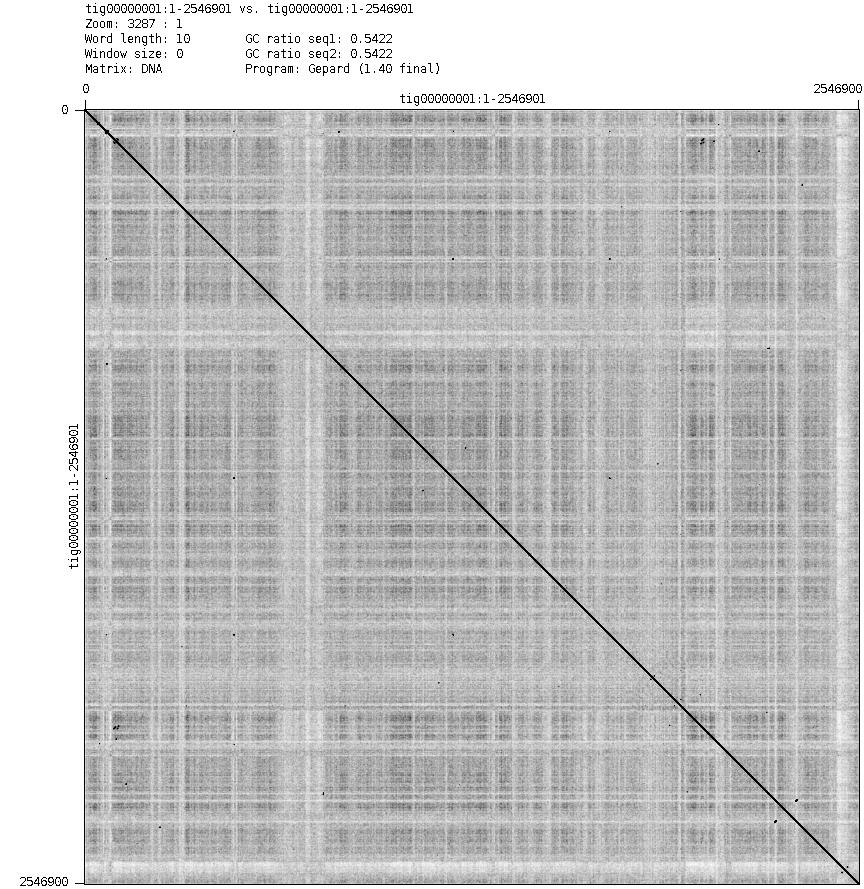 tig00000001:1-2546901 vs. tig00000001:1-2546901
Zoom: 3287 : 1
Word length: 10 GC ratio seq1: 0.5422
Window size: 0 GC ratio seq2: 0.5422
Matrix: DNA Program: Gepard (1.40 final)
0 2546900
tig00000001:1-2546901
0
tig00000001:1-2546901
2546900